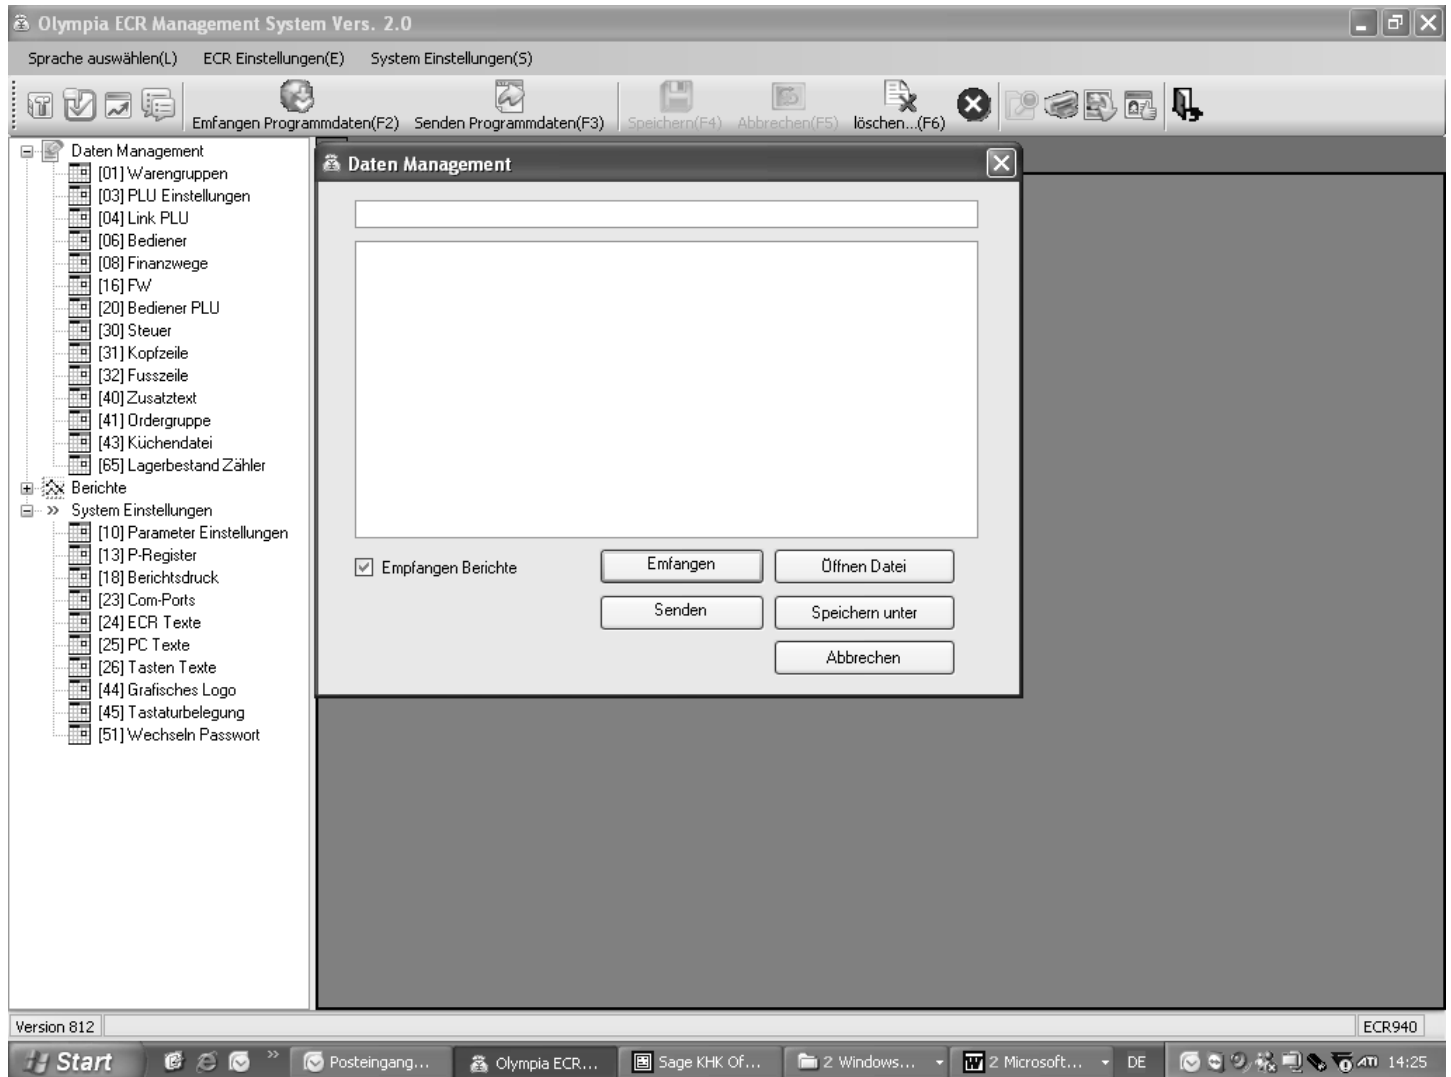 Olympia ECR Management System Vers. 2.0
Sprache auswählen(L) ECR Einstellungen(E) System Einstellungen(S)
Emfangen Programmdaten(F2) Senden Programmdaten(F3) Speichern(F4) Abbrechen(F5) löschen...(F6)
Daten Management
[01] Warengruppen
[03] PLU Einstellungen
[04] Link PLU
[06] Bediener
[08] Finanzwege
[16] FW
[20] Bediener PLU
[30] Steuer
[31] Kopfzeile
[32] Fusszeile
[40] Zusatztext
[41] Ordergruppe
[43] Küchendatei
[65] Lagerbestand Zähler
Berichte
System Einstellungen
[10] Parameter Einstellungen
[13] P-Register
[18] Berichtsdruck
[23] Com-Ports
[24] ECR Texte
[25] PC Texte
[26] Tasten Texte
[44] Grafisches Logo
[45] Tastaturbelegung
[51] Wechseln Passwort
Daten Management
Empfangen Berichte
Emfangen
Öffnen Datei
Senden
Speichern unter
Abbrechen
Version 812
ECR940
Start » Posteingang... Olympia ECR... Sage KHK Of... 2 Windows... 2 Microsoft... DE ATI 14:25